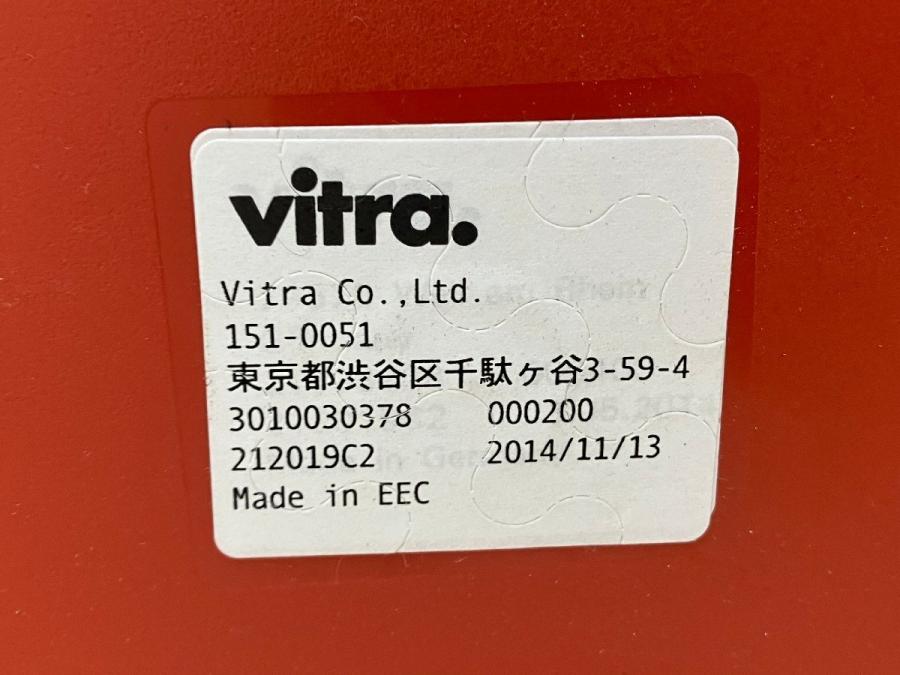 vitra.
Vitra Co.,Ltd.
151-0051
東京都渋谷区千駄ヶ谷3-59-4
3010030378 000200
212019C2 2014/11/13
Made in EEC